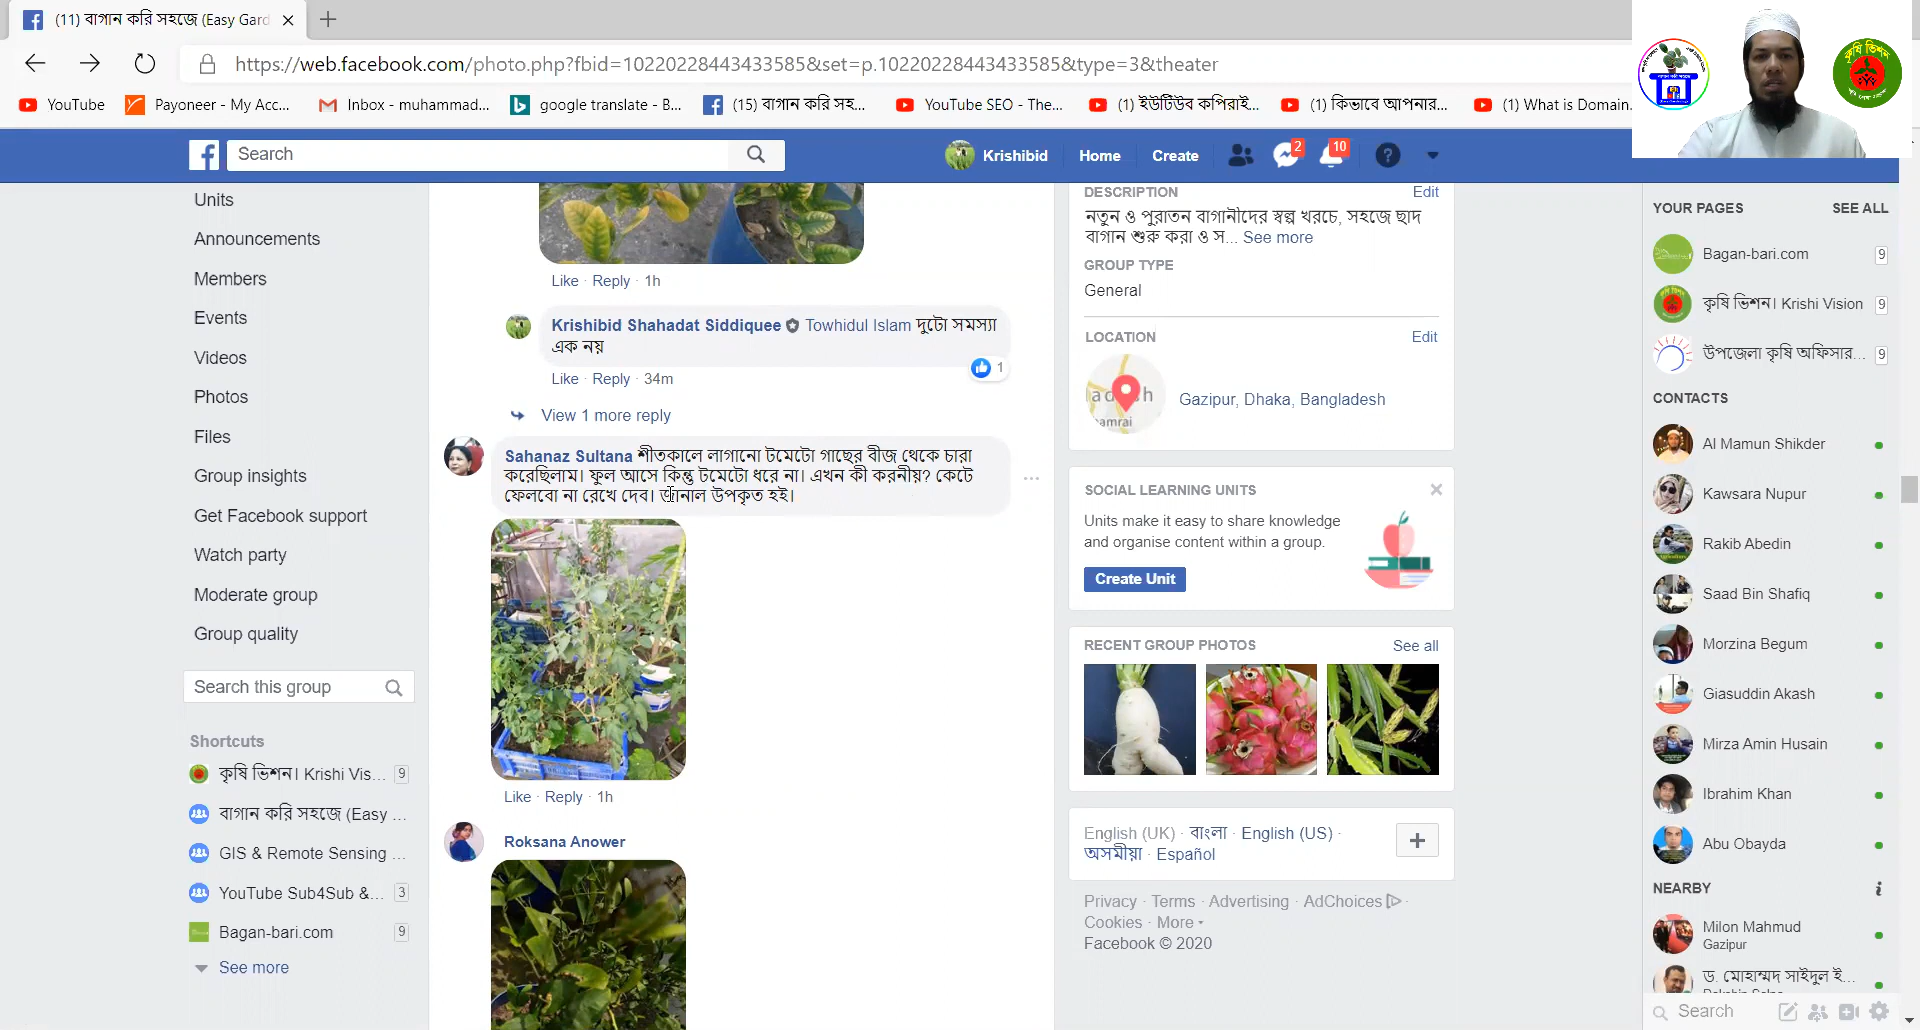 (11) বাগান করি সহজে (Easy Gard
https://web.facebook.com/photo.php?fbid=10220228443433585&set=p.10220228443433585&type=3&theater
YouTube
Payoneer - My Acc...
Inbox - muhammad...
google translate - B...
(15) বাগান করি সহ...
YouTube SEO - The...
(1) ইউটিউব কপিরাই...
(1) কিভাবে আপনার...
(1) What is Domain.
কৃষি ভিশন
Search
Krishibid
Home
Create
2
10
Units
Announcements
Members
Events
Videos
Photos
Files
Group insights
Get Facebook support
Watch party
Moderate group
Group quality
Search this group
Shortcuts
কৃষি ভিশন। Krishi Vis... 9
বাগান করি সহজে (Easy ...
GIS & Remote Sensing ...
YouTube Sub4Sub &... 3
Bagan-bari.com 9
See more
Like · Reply · 1h
Krishibid Shahadat Siddiquee Towhidul Islam দুটো সমস্যা
এক নয়
1
Like · Reply · 34m
View 1 more reply
Sahanaz Sultana শীতকালে লাগানো টমেটো গাছের বীজ থেকে চারা
করেছিলাম। ফুল আসে কিন্তু টমেটো ধরে না। এখন কী করনীয়? কেটে
ফেলবো না রেখে দেব। জানাল উপকৃত হই।
Like · Reply · 1h
Roksana Anower
DESCRIPTION Edit
নতুন ও পুরাতন বাগানীদের স্বল্প খরচে, সহজে ছাদ
বাগান শুরু করা ও স... See more
GROUP TYPE
General
LOCATION Edit
Gazipur, Dhaka, Bangladesh
SOCIAL LEARNING UNITS
Units make it easy to share knowledge
and organise content within a group.
Create Unit
RECENT GROUP PHOTOS See all
English (UK) · বাংলা · English (US) ·
অসমীয়া · Español
Privacy · Terms · Advertising · AdChoices ·
Cookies · More
Facebook © 2020
YOUR PAGES SEE ALL
Bagan-bari.com 9
কৃষি ভিশন। Krishi Vision 9
উপজেলা কৃষি অফিসার... 9
CONTACTS
Al Mamun Shikder
Kawsara Nupur
Rakib Abedin
Saad Bin Shafiq
Morzina Begum
Giasuddin Akash
Mirza Amin Husain
Ibrahim Khan
Abu Obayda
NEARBY
Milon Mahmud
Gazipur
ড. মোহাম্মদ সাইদুল ই...
Search